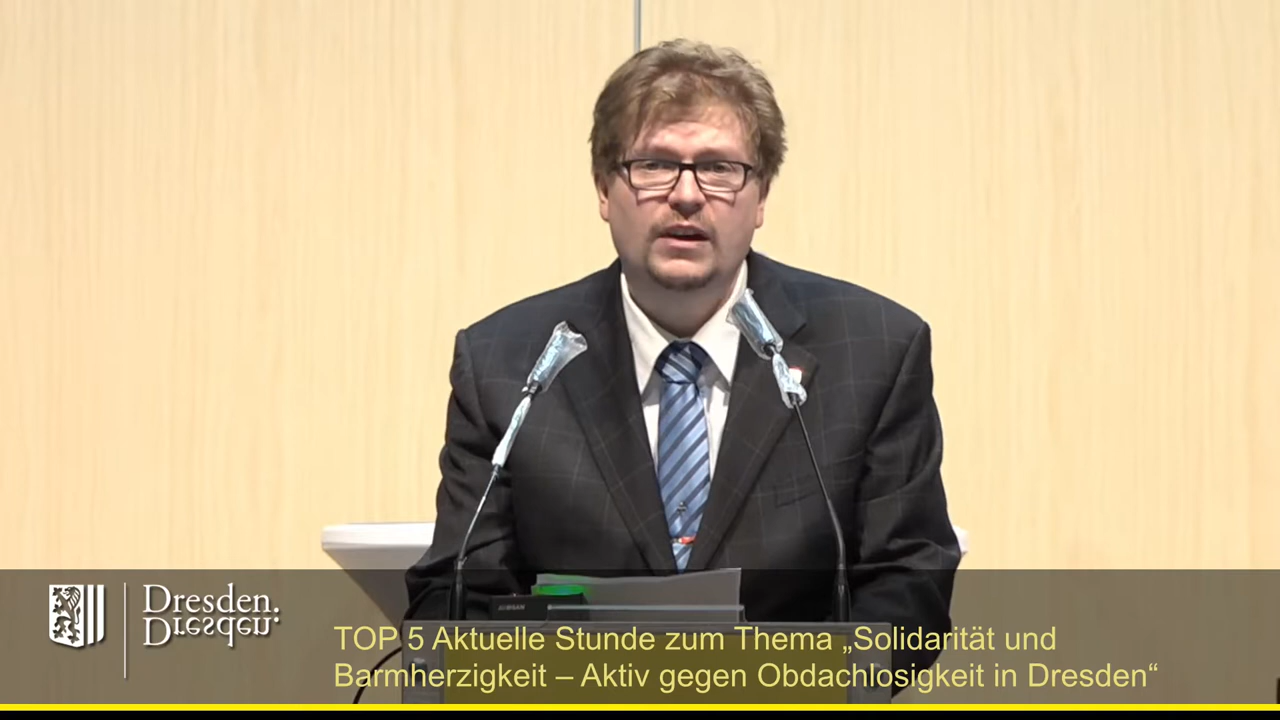 Dresden.
Dresden.
TOP 5 Aktuelle Stunde zum Thema „Solidarität und
Barmherzigkeit – Aktiv gegen Obdachlosigkeit in Dresden“